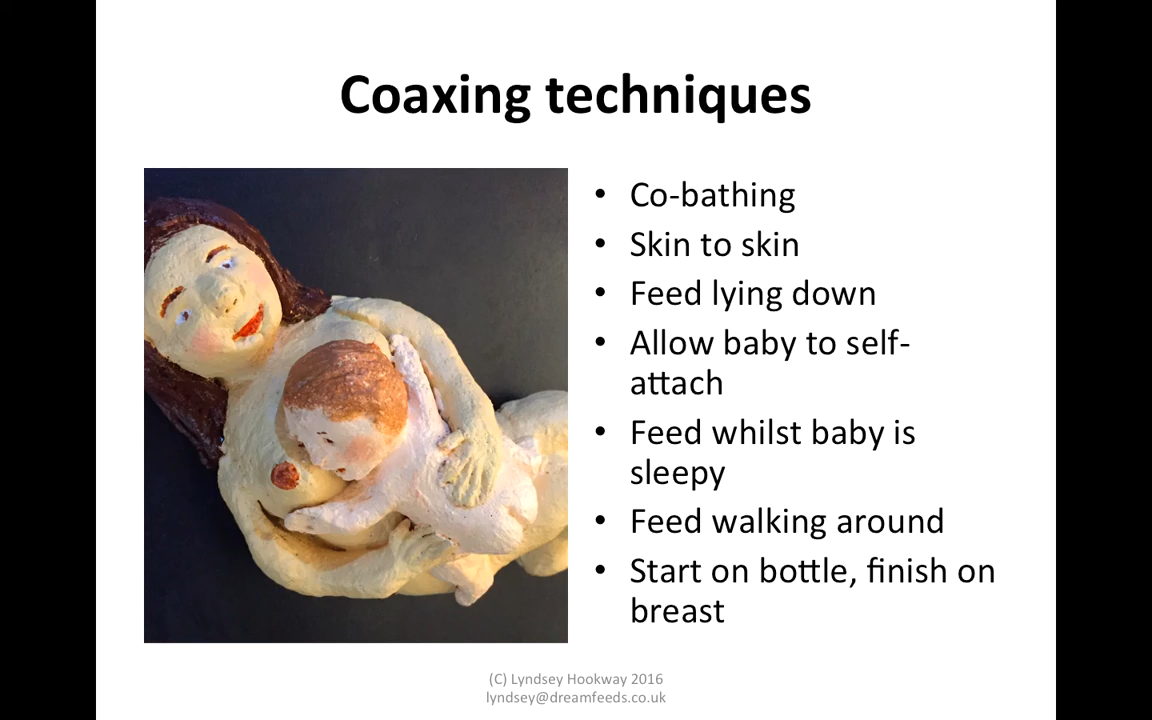 Coaxing techniques
• Co-bathing
• Skin to skin
• Feed lying down
• Allow baby to self-
attach
• Feed whilst baby is
sleepy
• Feed walking around
• Start on bottle, finish on
breast
(C) Lyndsey Hookway 2016
lyndsey@dreamfeeds.co.uk